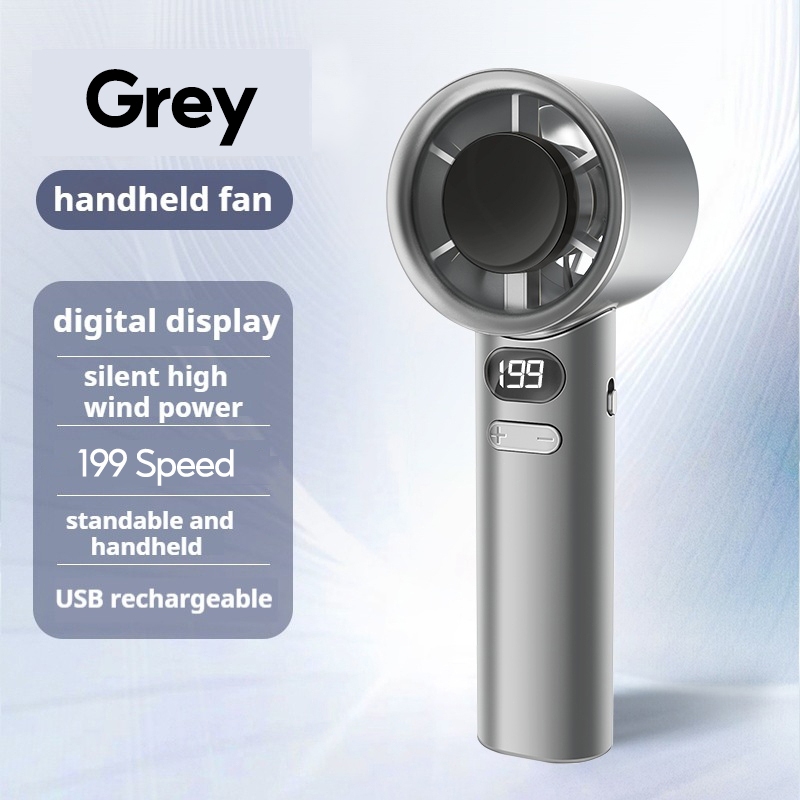 Grey
handheld fan
digital display
silent high
wind power
199 Speed
standable and
handheld
USB rechargeable
199
+ −